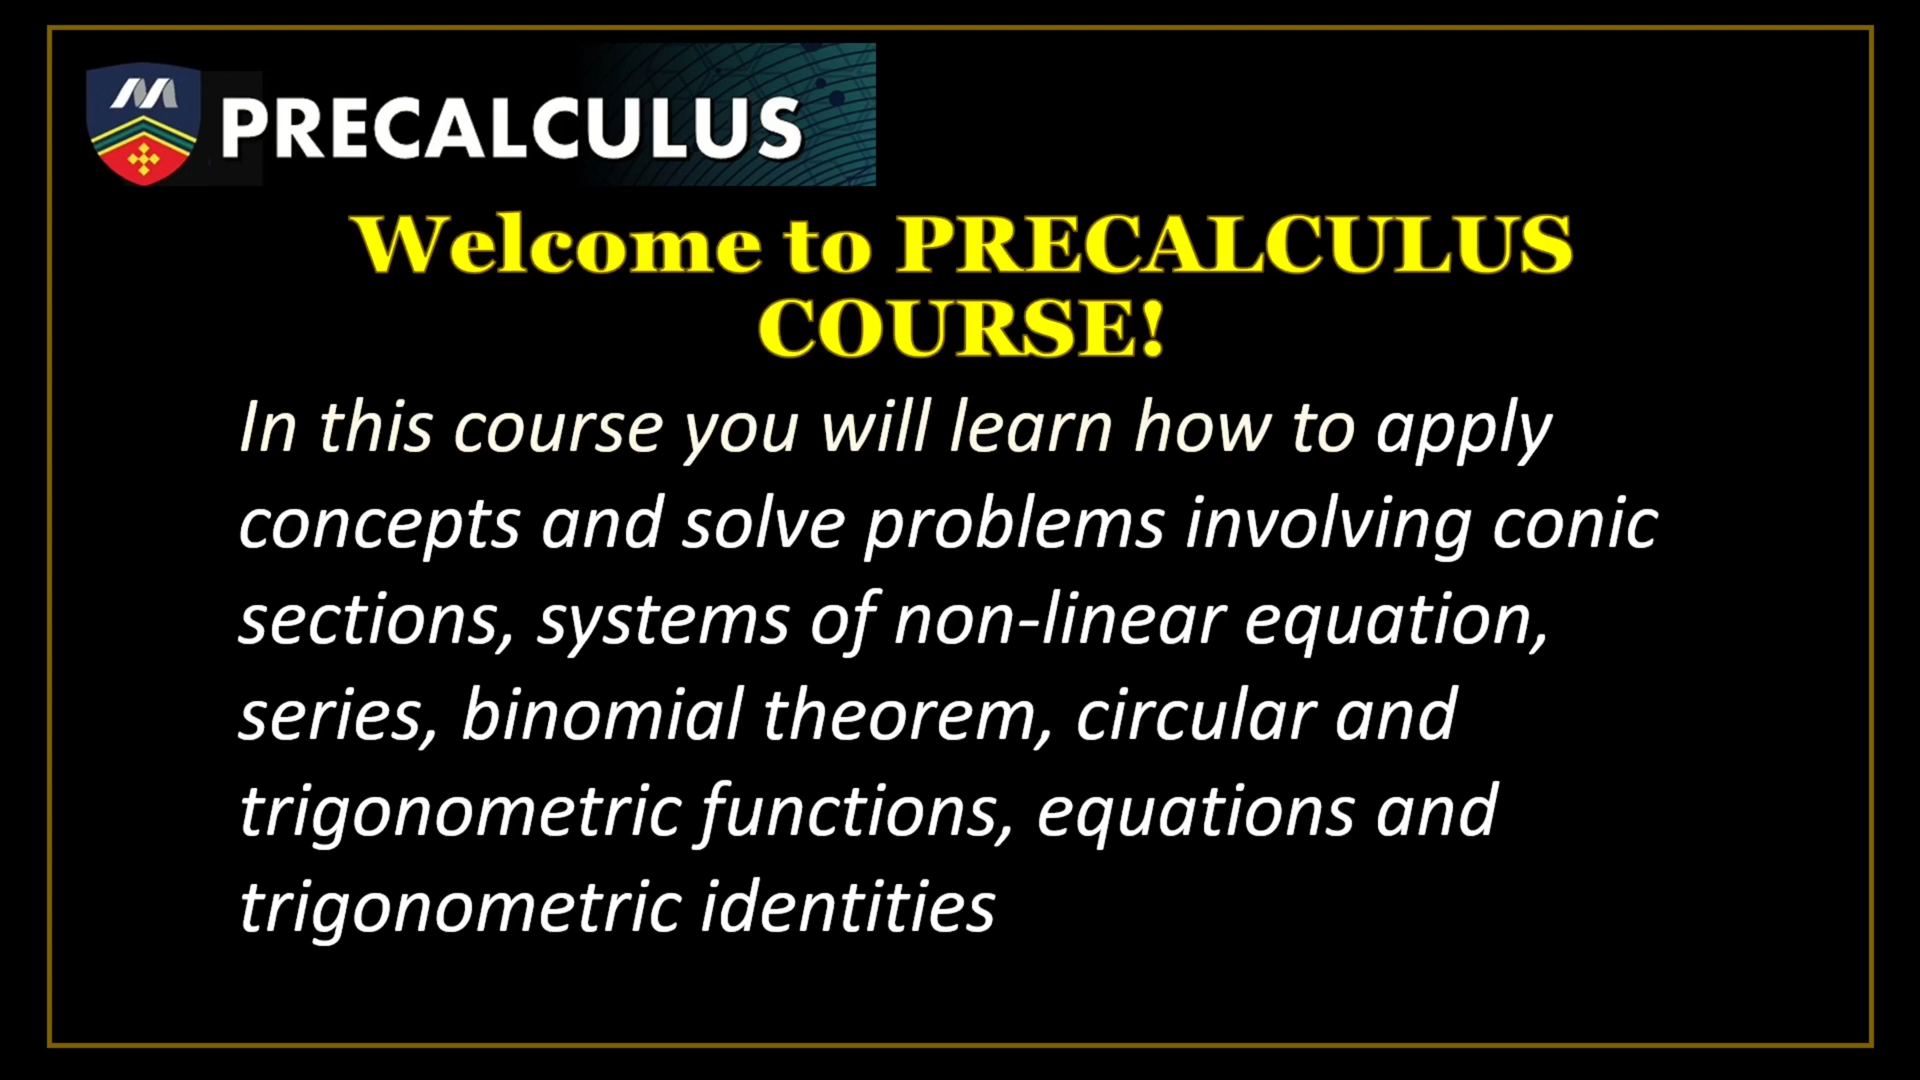 PRECALCULUS
Welcome to PRECALCULUS
COURSE!
In this course you will learn how to apply
concepts and solve problems involving conic
sections, systems of non-linear equation,
series, binomial theorem, circular and
trigonometric functions, equations and
trigonometric identities